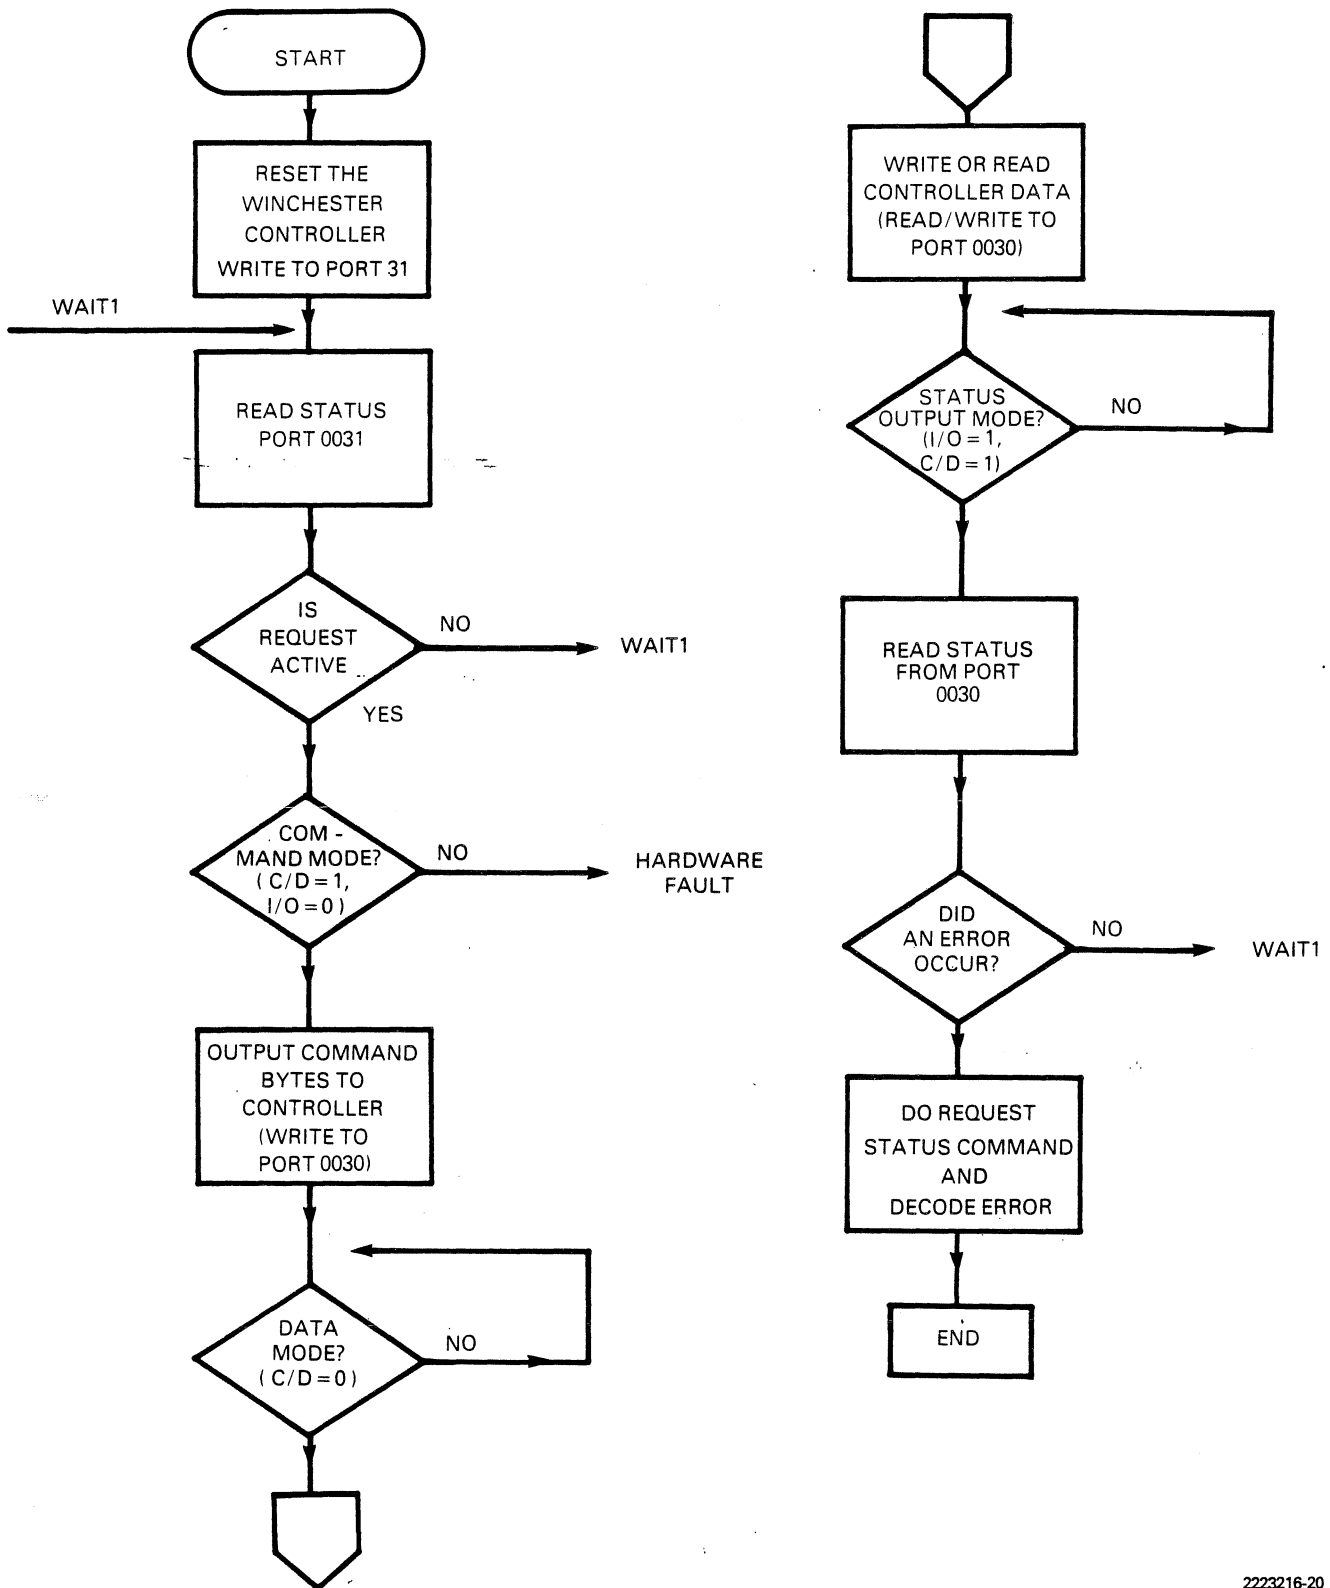 START
RESET THE
WINCHESTER
CONTROLLER
WRITE TO PORT 31
WAIT1
READ STATUS
PORT 0031
IS
REQUEST
ACTIVE
NO
WAIT1
YES
COM -
MAND MODE?
( C/D = 1,
I/O = 0 )
NO
HARDWARE
FAULT
OUTPUT COMMAND
BYTES TO
CONTROLLER
(WRITE TO
PORT 0030)
DATA
MODE?
( C/D = 0 )
NO
WRITE OR READ
CONTROLLER DATA
(READ/WRITE TO
PORT 0030)
STATUS
OUTPUT MODE?
(I/O = 1,
C/D = 1)
NO
READ STATUS
FROM PORT
0030
DID
AN ERROR
OCCUR?
NO
WAIT1
DO REQUEST
STATUS COMMAND
AND
DECODE ERROR
END
2223216-20